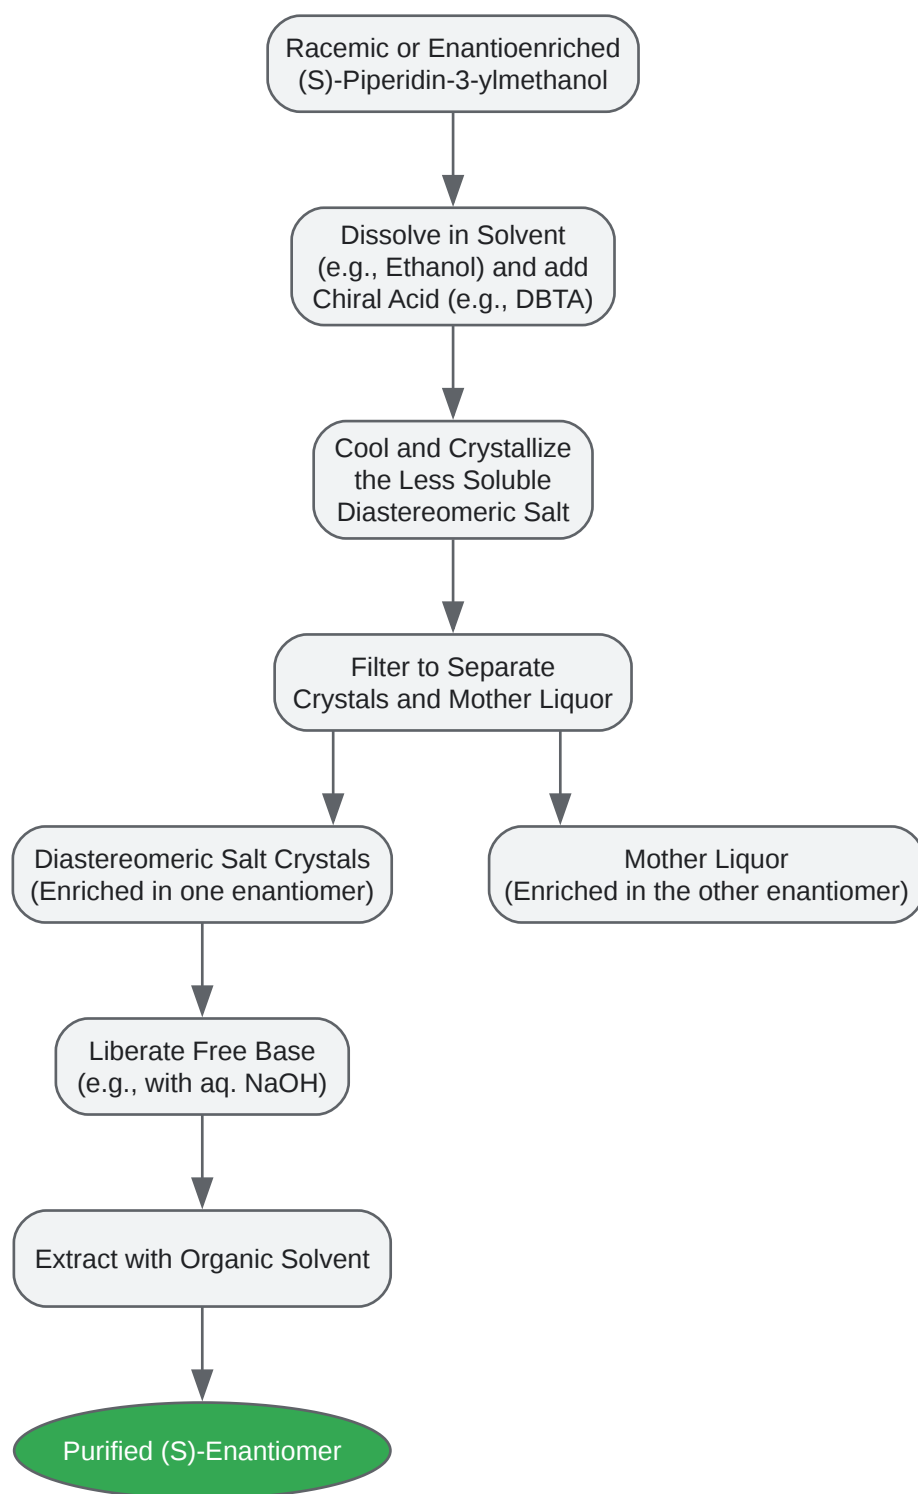 Racemic or Enantioenriched
(S)-Piperidin-3-ylmethanol
Dissolve in Solvent
(e.g., Ethanol) and add
Chiral Acid (e.g., DBTA)
Cool and Crystallize
the Less Soluble
Diastereomeric Salt
Filter to Separate
Crystals and Mother Liquor
Diastereomeric Salt Crystals
(Enriched in one enantiomer)
Mother Liquor
(Enriched in the other enantiomer)
Liberate Free Base
(e.g., with aq. NaOH)
Extract with Organic Solvent
Purified (S)-Enantiomer